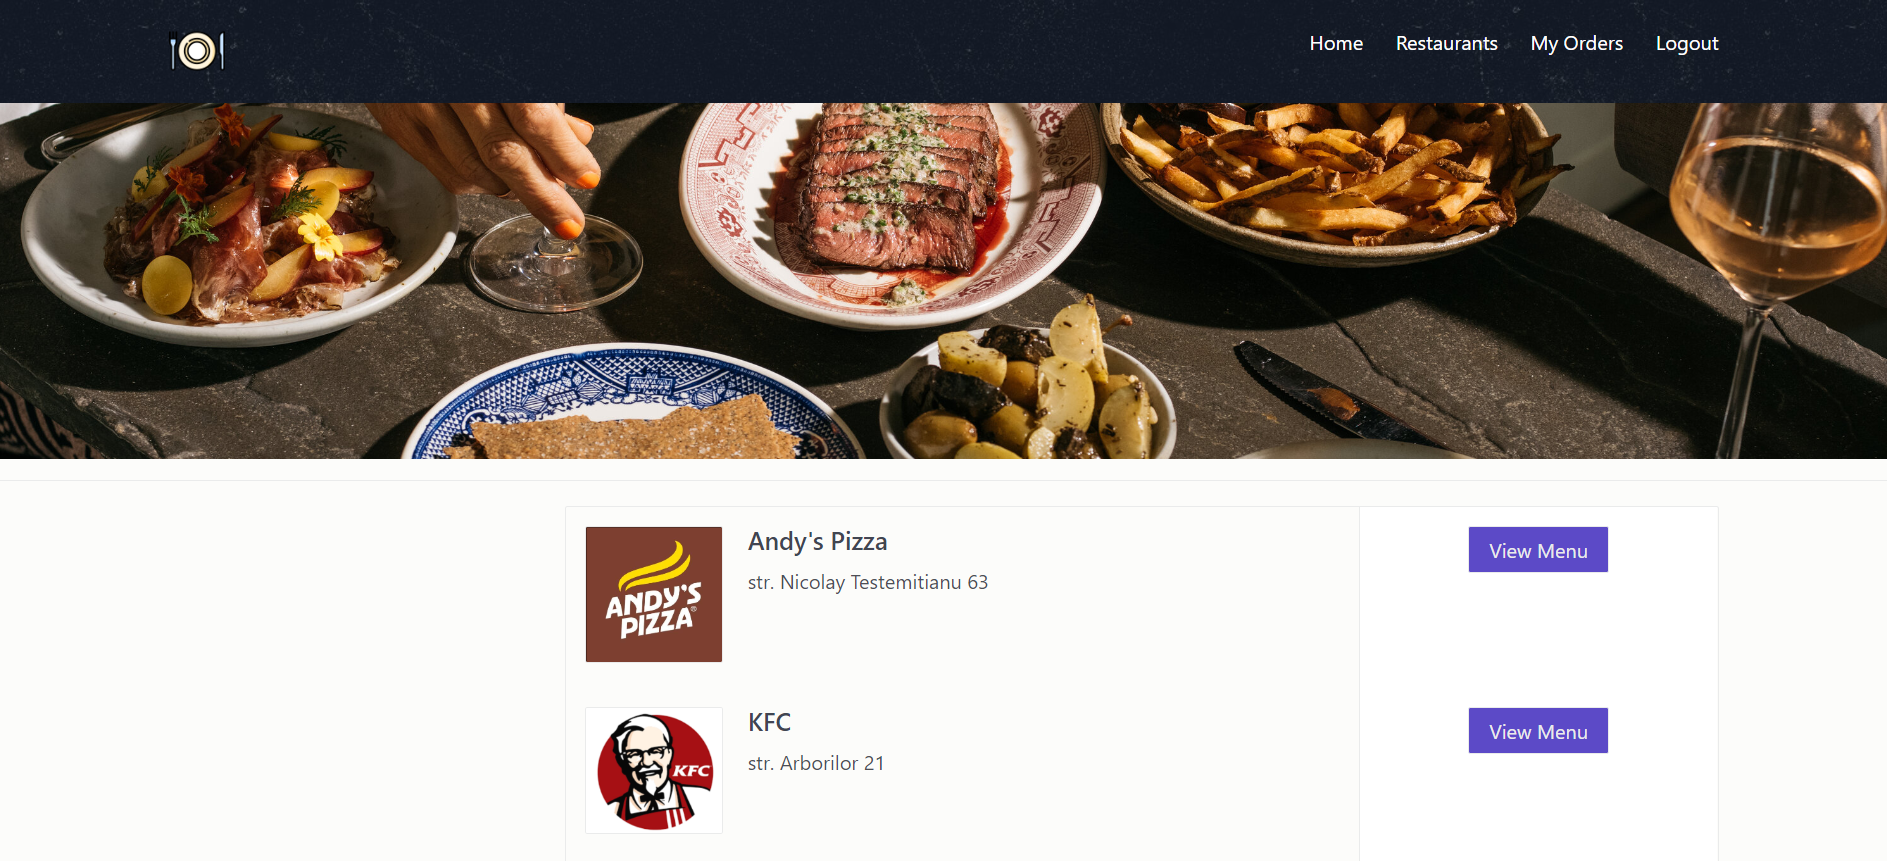 Home Restaurants My Orders Logout
Andy's Pizza
View Menu
str. Nicolay Testemitianu 63
ANDY'S
PIZZA®
KFC
View Menu
str. Arborilor 21
KFC